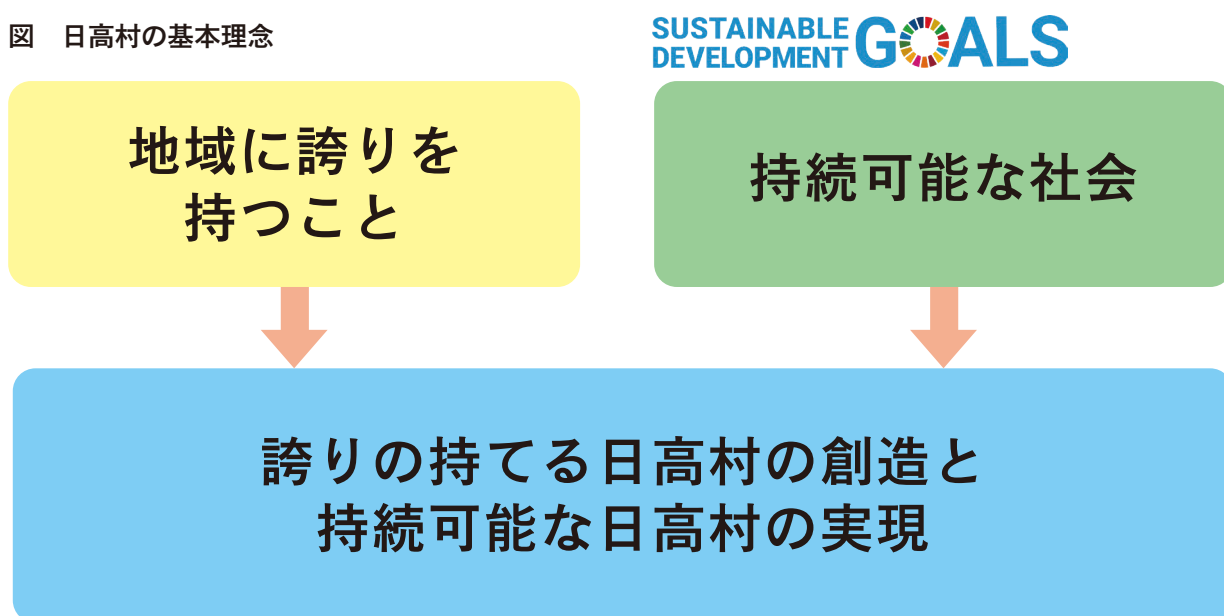 図　日高村の基本理念
SUSTAINABLE
DEVELOPMENT GOALS
地域に誇りを
持つこと
持続可能な社会
誇りの持てる日高村の創造と
持続可能な日高村の実現